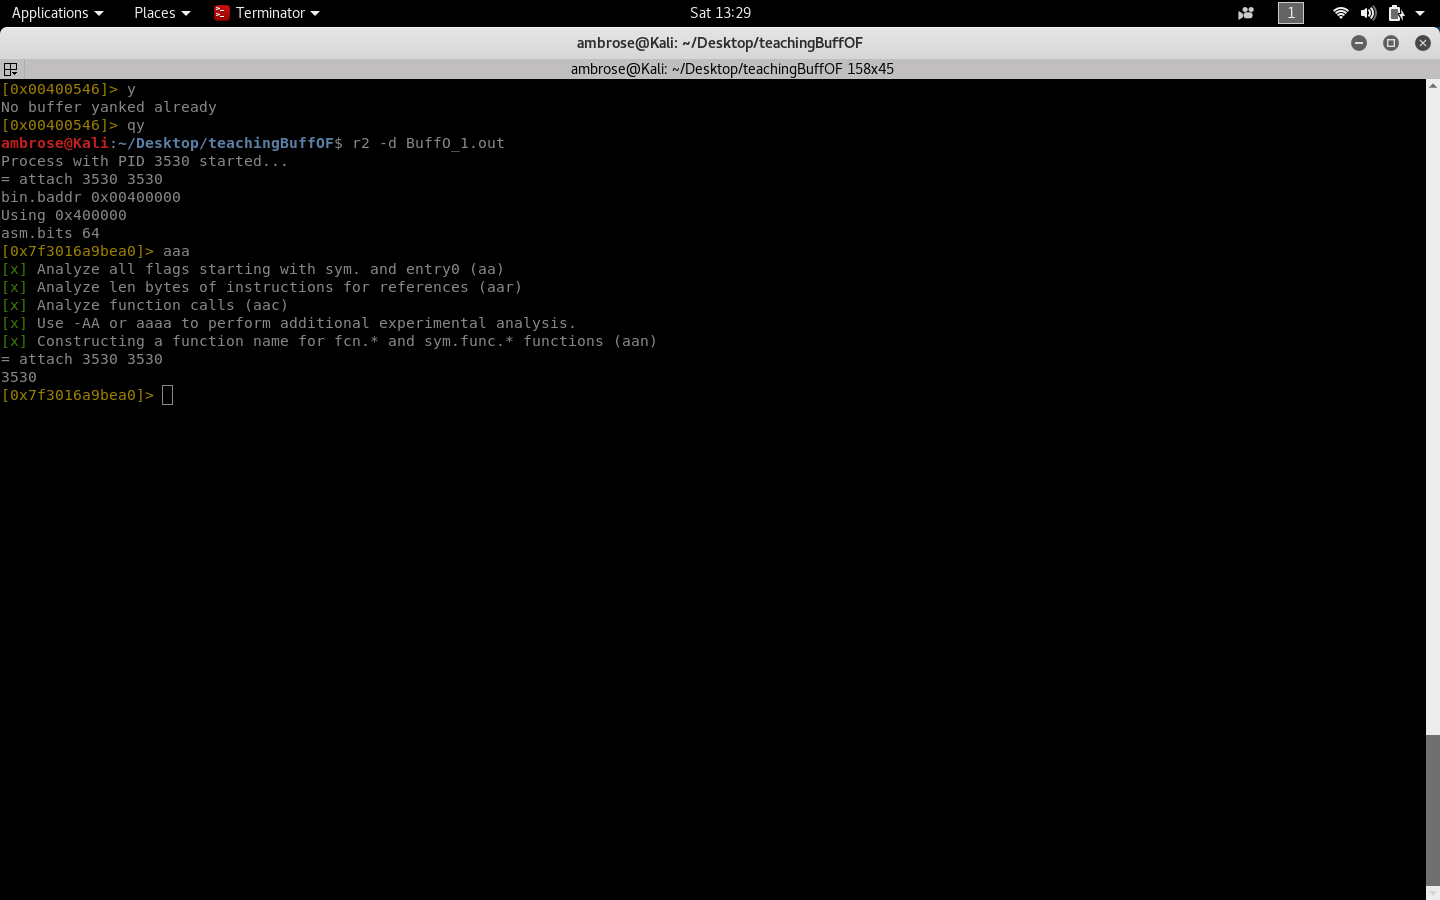 Applications Places Terminator Sat 13:29 1
ambrose@Kali: ~/Desktop/teachingBuffOF
ambrose@Kali: ~/Desktop/teachingBuffOF 158x45
[0x00400546]> y
No buffer yanked already
[0x00400546]> qy
ambrose@Kali:~/Desktop/teachingBuffOF$ r2 -d BuffO_1.out
Process with PID 3530 started...
= attach 3530 3530
bin.baddr 0x00400000
Using 0x400000
asm.bits 64
[0x7f3016a9bea0]> aaa
[x] Analyze all flags starting with sym. and entry0 (aa)
[x] Analyze len bytes of instructions for references (aar)
[x] Analyze function calls (aac)
[x] Use -AA or aaaa to perform additional experimental analysis.
[x] Constructing a function name for fcn.* and sym.func.* functions (aan)
= attach 3530 3530
3530
[0x7f3016a9bea0]>